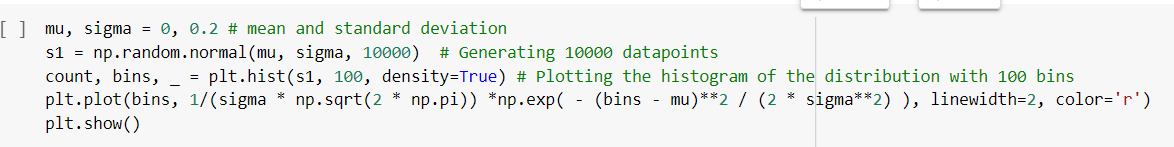 [ ] mu, sigma = 0, 0.2 # mean and standard deviation
s1 = np.random.normal(mu, sigma, 10000)  # Generating 10000 datapoints
count, bins, _ = plt.hist(s1, 100, density=True) # Plotting the histogram of the distribution with 100 bins
plt.plot(bins, 1/(sigma * np.sqrt(2 * np.pi)) *np.exp( - (bins - mu)**2 / (2 * sigma**2) ), linewidth=2, color='r')
plt.show()